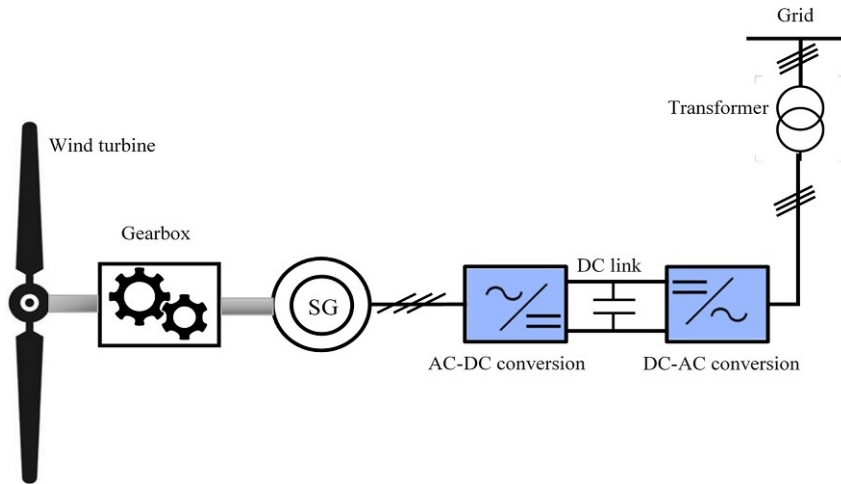 Grid
Transformer
Wind turbine
Gearbox
SG
DC link
AC-DC conversion
DC-AC conversion